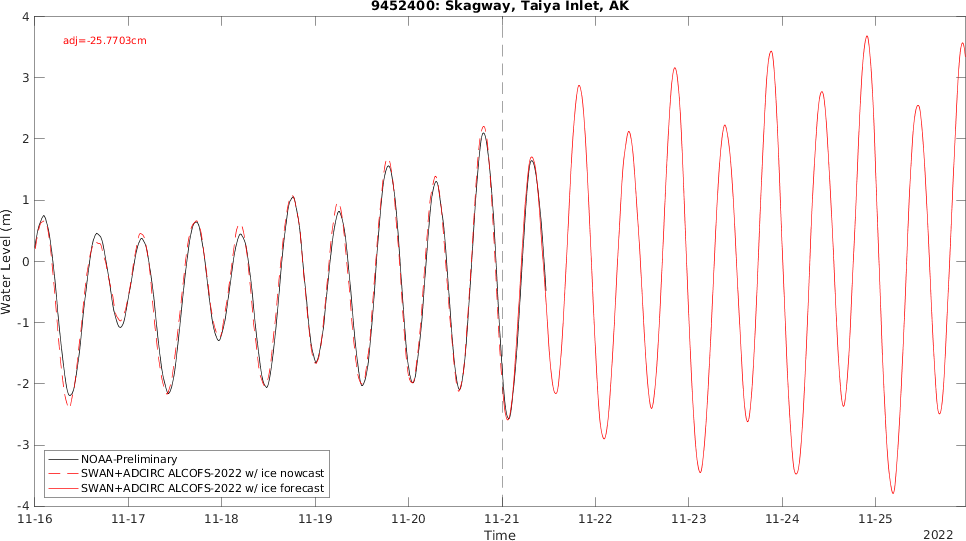 9452400: Skagway, Taiya Inlet, AK
adj=-25.7703cm
4
3
2
1
0
-1
-2
-3
-4
Water Level (m)
NOAA-Preliminary
SWAN+ADCIRC ALCOFS-2022 w/ ice nowcast
SWAN+ADCIRC ALCOFS-2022 w/ ice forecast
11-16 11-17 11-18 11-19 11-20 11-21 11-22 11-23 11-24 11-25
Time
2022